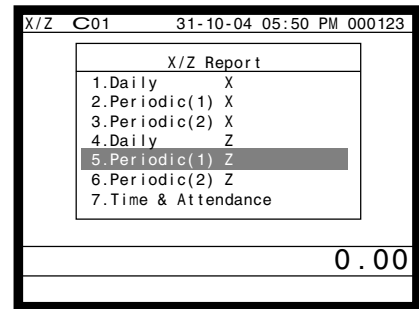 X/Z C01 31-10-04 05:50 PM 000123
X/Z Report
1.Daily X
2.Periodic(1) X
3.Periodic(2) X
4.Daily Z
5.Periodic(1) Z
6.Periodic(2) Z
7.Time & Attendance
0.00